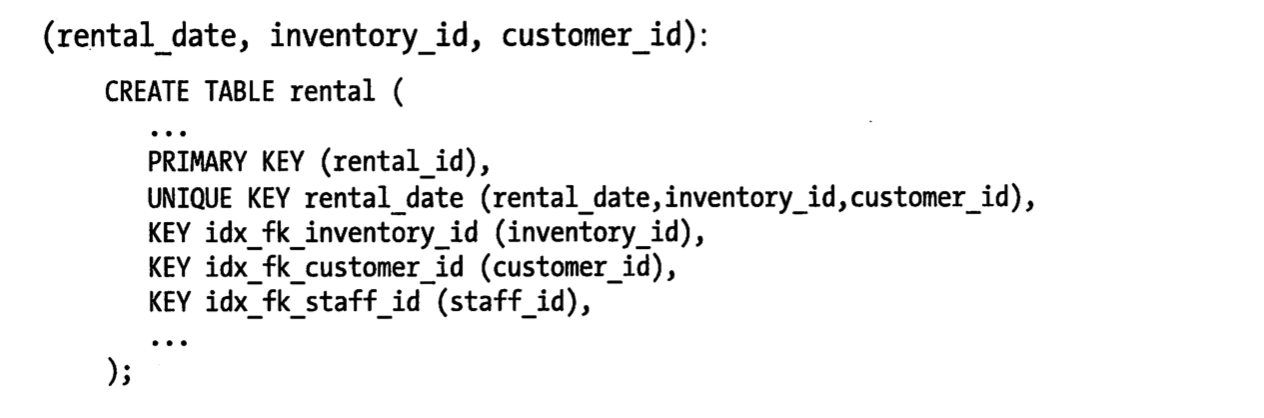 (rental_date, inventory_id, customer_id):
CREATE TABLE rental (
...
PRIMARY KEY (rental_id),
UNIQUE KEY rental_date (rental_date,inventory_id,customer_id),
KEY idx_fk_inventory_id (inventory_id),
KEY idx_fk_customer_id (customer_id),
KEY idx_fk_staff_id (staff_id),
...
);